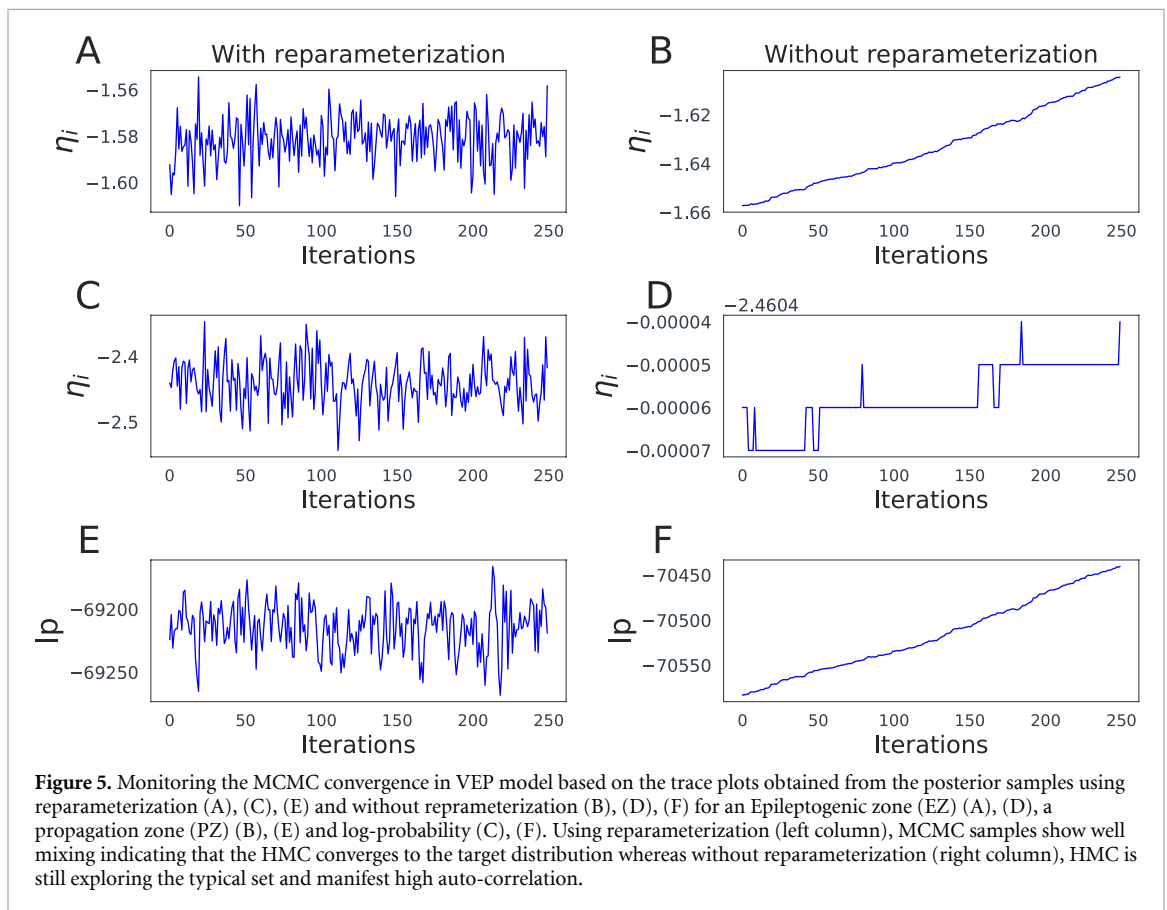 A With reparameterization B Without reparameterization
−1.56
−1.58
−1.60
ηi
0 50 100 150 200 250
Iterations
−1.62
−1.64
−1.66
ηi
0 50 100 150 200 250
Iterations
C
−2.4
−2.5
ηi
0 50 100 150 200 250
Iterations
D
−2.4604
−0.00004
−0.00005
−0.00006
−0.00007
ηi
0 50 100 150 200 250
Iterations
E
−69200
−69250
lp
0 50 100 150 200 250
Iterations
F
−70450
−70500
−70550
lp
0 50 100 150 200 250
Iterations
Figure 5. Monitoring the MCMC convergence in VEP model based on the trace plots obtained from the posterior samples using
reparameterization (A), (C), (E) and without reprameterization (B), (D), (F) for an Epileptogenic zone (EZ) (A), (D), a
propagation zone (PZ) (B), (E) and log-probability (C), (F). Using reparameterization (left column), MCMC samples show well
mixing indicating that the HMC converges to the target distribution whereas without reparameterization (right column), HMC is
still exploring the typical set and manifest high auto-correlation.